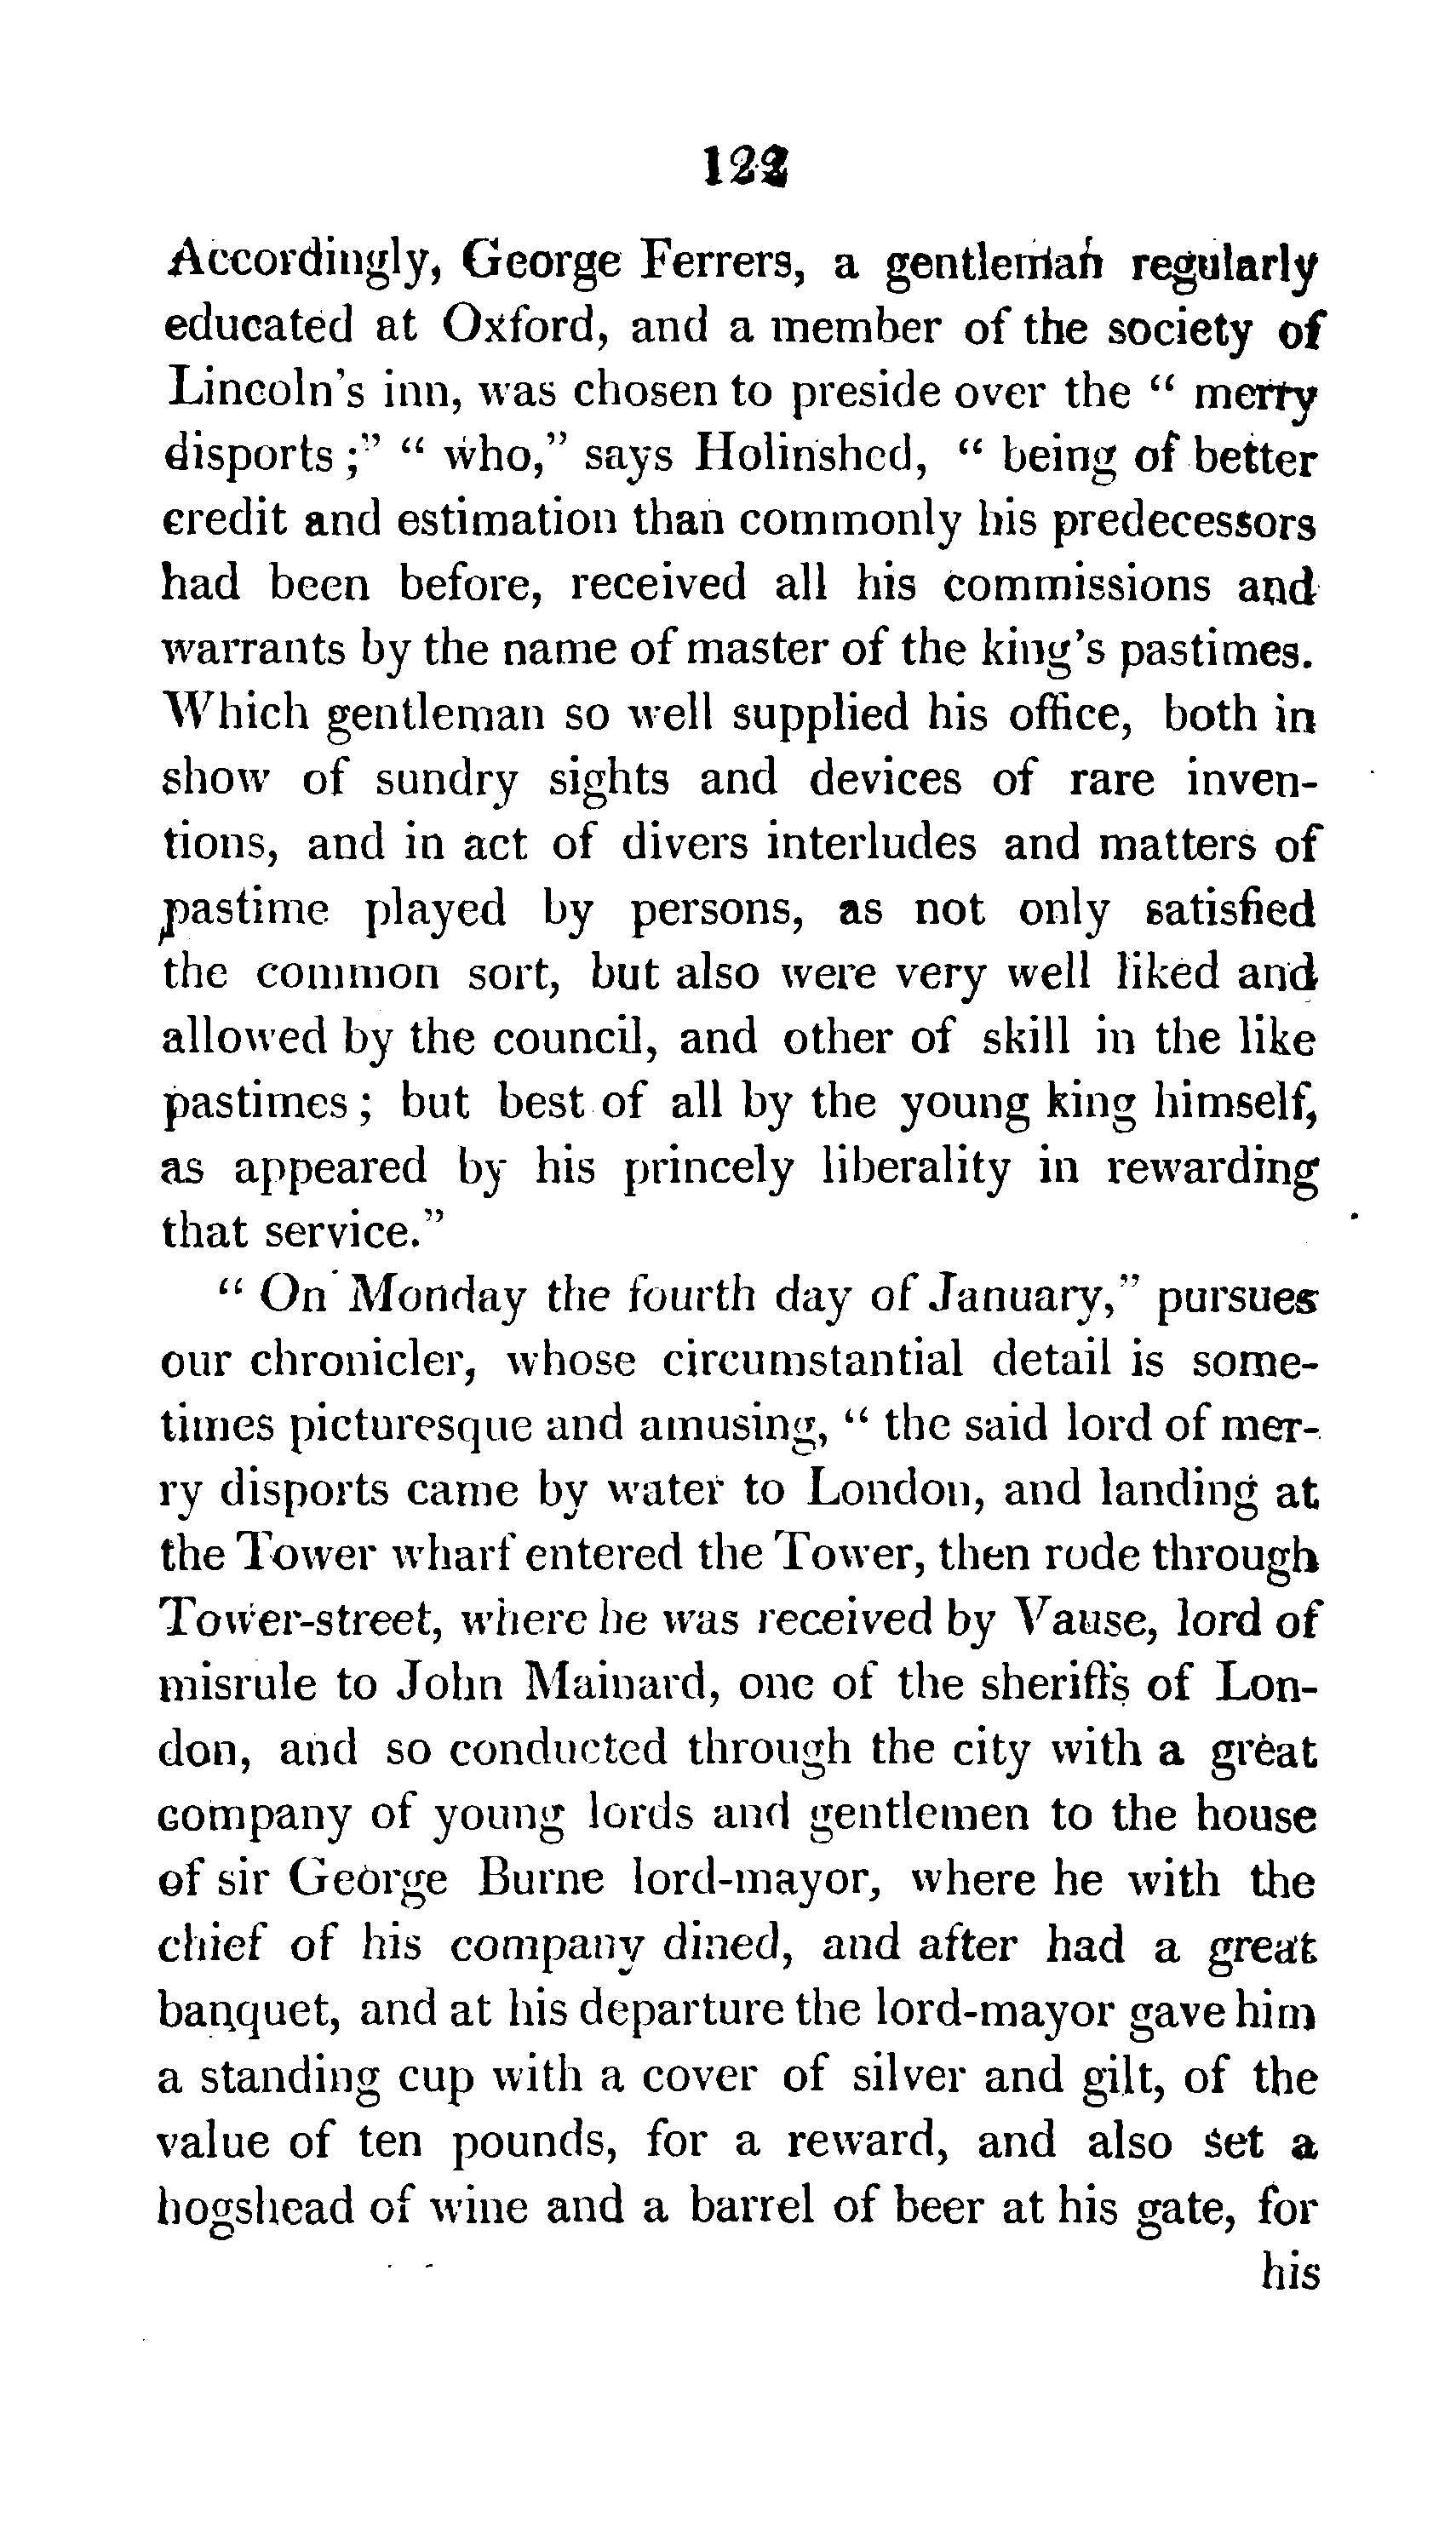 122
Accordingly, George Ferrers, a gentleman regularly
educated at Oxford, and a member of the society of
Lincoln's inn, was chosen to preside over the “ merry
disports ;” “ who,” says Holinshed, “ being of better
credit and estimation than commonly his predecessors
had been before, received all his commissions and
warrants by the name of master of the king's pastimes.
Which gentleman so well supplied his office, both in
show of sundry sights and devices of rare inven-
tions, and in act of divers interludes and matters of
pastime played by persons, as not only satisfied
the common sort, but also were very well liked and
allowed by the council, and other of skill in the like
pastimes ; but best of all by the young king himself,
as appeared by his princely liberality in rewarding
that service.”
“ On Monday the fourth day of January,” pursues
our chronicler, whose circumstantial detail is some-
times picturesque and amusing, “ the said lord of mer-
ry disports came by water to London, and landing at
the Tower wharf entered the Tower, then rode through
Tower-street, where he was received by Vause, lord of
misrule to John Mainard, one of the sheriffs of Lon-
don, and so conducted through the city with a great
company of young lords and gentlemen to the house
of sir George Burne lord-mayor, where he with the
chief of his company dined, and after had a great
banquet, and at his departure the lord-mayor gave him
a standing cup with a cover of silver and gilt, of the
value of ten pounds, for a reward, and also set a
hogshead of wine and a barrel of beer at his gate, for
his